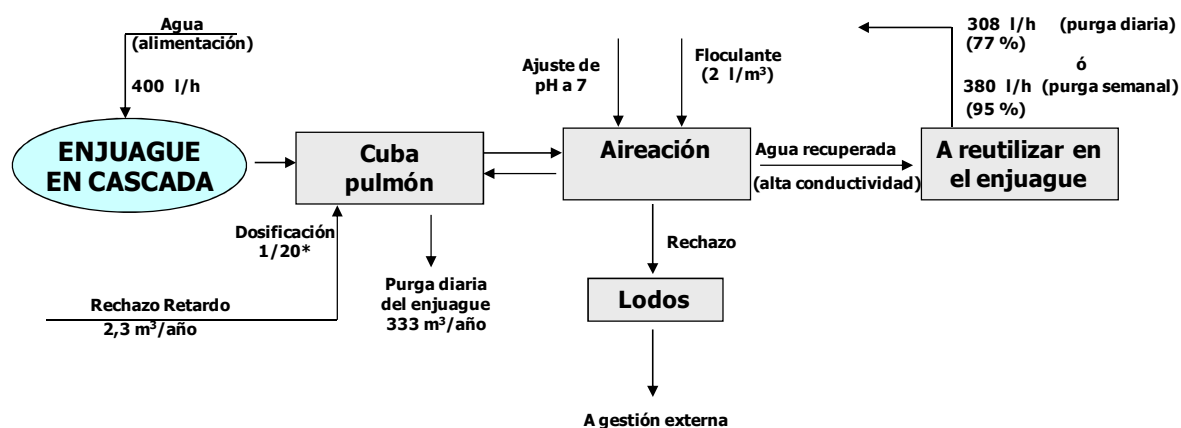 Agua
(alimentación)
400 l/h
ENJUAGUE
EN CASCADA
Cuba
pulmón
Dosificación
1/20*
Rechazo Retardo
2,3 m³/año
Purga diaria
del enjuague
333 m³/año
Ajuste de
pH a 7
Floculante
(2 l/m³)
Aireación
Rechazo
Lodos
A gestión externa
Agua recuperada
(alta conductividad)
A reutilizar en
el enjuague
308 l/h (purga diaria)
(77 %)
ó
380 l/h (purga semanal)
(95 %)